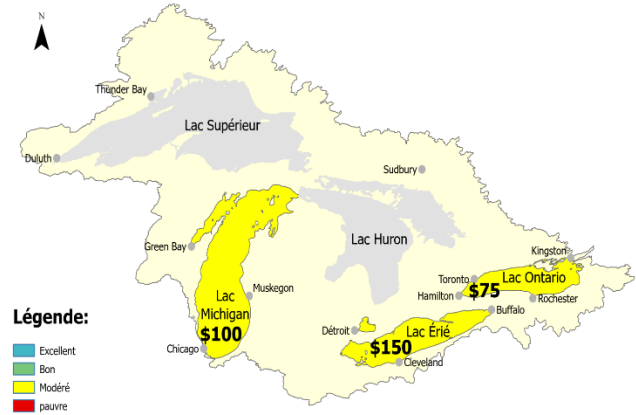 N
Thunder Bay
Lac Supérieur
Duluth
Sudbury
Green Bay
Lac Huron
Kingston
Toronto
Lac Ontario
Hamilton
$75
Rochester
Muskegon
Lac
Michigan
$100
Chicago
Buffalo
Détroit
Lac Érié
$150
Cleveland
Légende:
Excellent
Bon
Modéré
pauvre